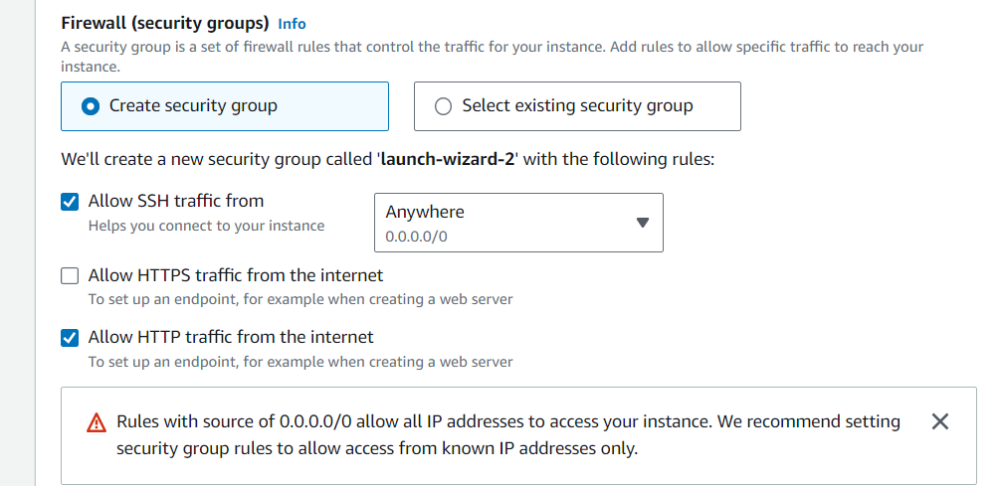 Firewall (security groups) Info
A security group is a set of firewall rules that control the traffic for your instance. Add rules to allow specific traffic to reach your
instance.
Create security group
Select existing security group
We'll create a new security group called 'launch-wizard-2' with the following rules:
Allow SSH traffic from
Helps you connect to your instance
Anywhere
0.0.0.0/0
Allow HTTPS traffic from the internet
To set up an endpoint, for example when creating a web server
Allow HTTP traffic from the internet
To set up an endpoint, for example when creating a web server
Rules with source of 0.0.0.0/0 allow all IP addresses to access your instance. We recommend setting
security group rules to allow access from known IP addresses only.